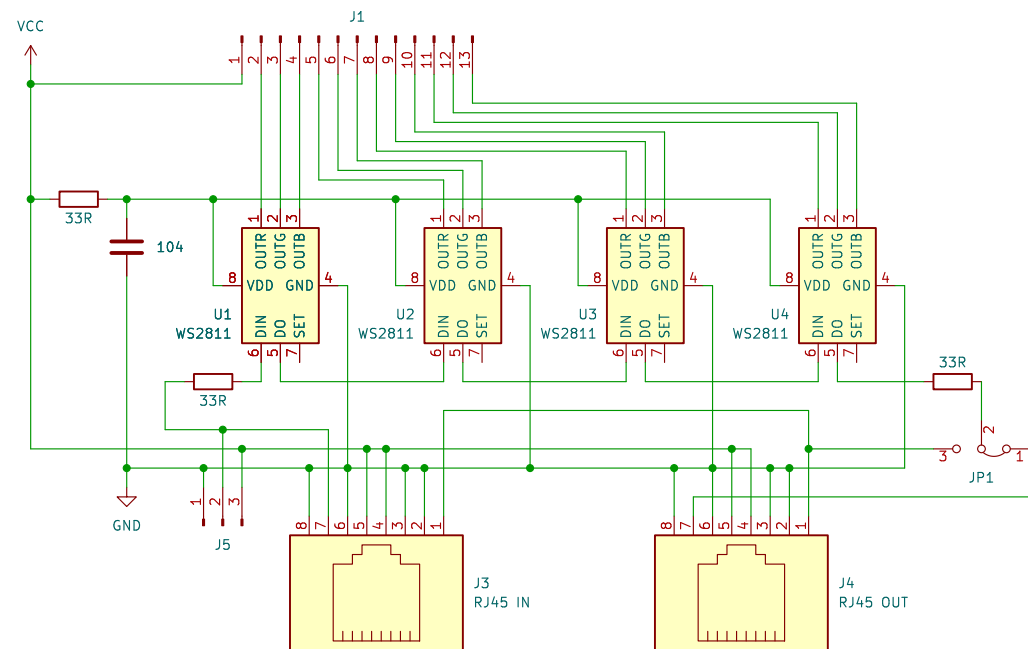 J1
VCC
1 2 3 4 5 6 7 8 9 10 11 12 13
33R
104
1 2 3
OUTR OUTG OUTB
8 VDD GND 4
U1
WS2811
DIN DO SET
6 5 7
1 2 3
OUTR OUTG OUTB
8 VDD GND 4
U2
WS2811
DIN DO SET
6 5 7
1 2 3
OUTR OUTG OUTB
8 VDD GND 4
U3
WS2811
DIN DO SET
6 5 7
1 2 3
OUTR OUTG OUTB
8 VDD GND 4
U4
WS2811
DIN DO SET
6 5 7
33R
33R
2
3 1
JP1
GND
1 2 3
J5
8 7 6 5 4 3 2 1
J3
RJ45 IN
8 7 6 5 4 3 2 1
J4
RJ45 OUT